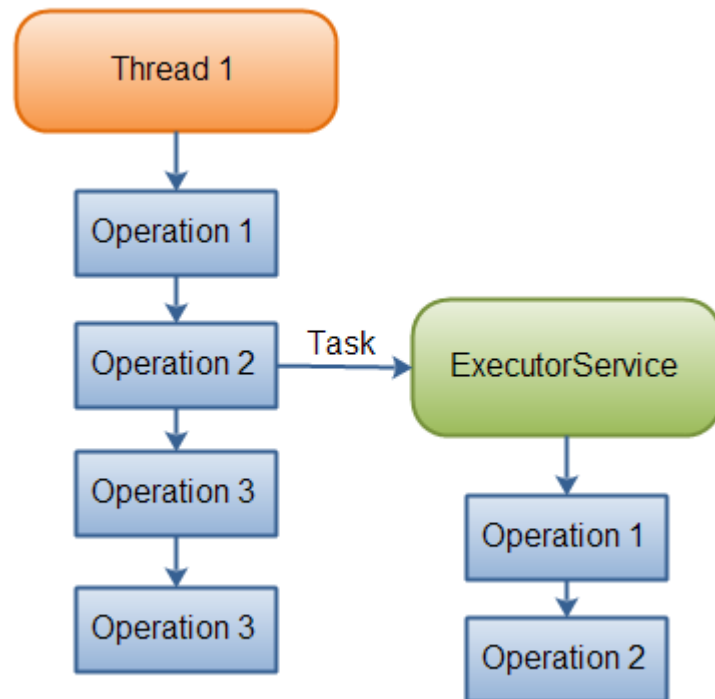 Thread 1
Operation 1
Operation 2
Task
ExecutorService
Operation 3
Operation 3
Operation 1
Operation 2